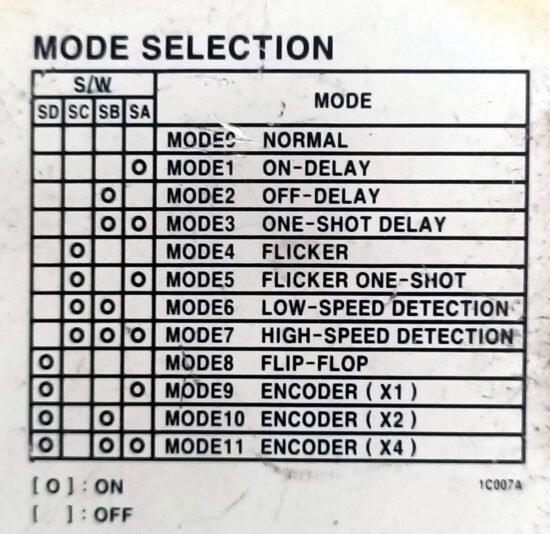 MODE SELECTION
S/W MODE
SD SC SB SA
MODE0 NORMAL
O MODE1 ON-DELAY
O MODE2 OFF-DELAY
O O MODE3 ONE-SHOT DELAY
O MODE4 FLICKER
O O MODE5 FLICKER ONE-SHOT
O O MODE6 LOW-SPEED DETECTION
O O O MODE7 HIGH-SPEED DETECTION
O MODE8 FLIP-FLOP
O O MODE9 ENCODER ( X1 )
O O MODE10 ENCODER ( X2 )
O O O MODE11 ENCODER ( X4 )
[ O ] : ON 1C007A
[ ] : OFF